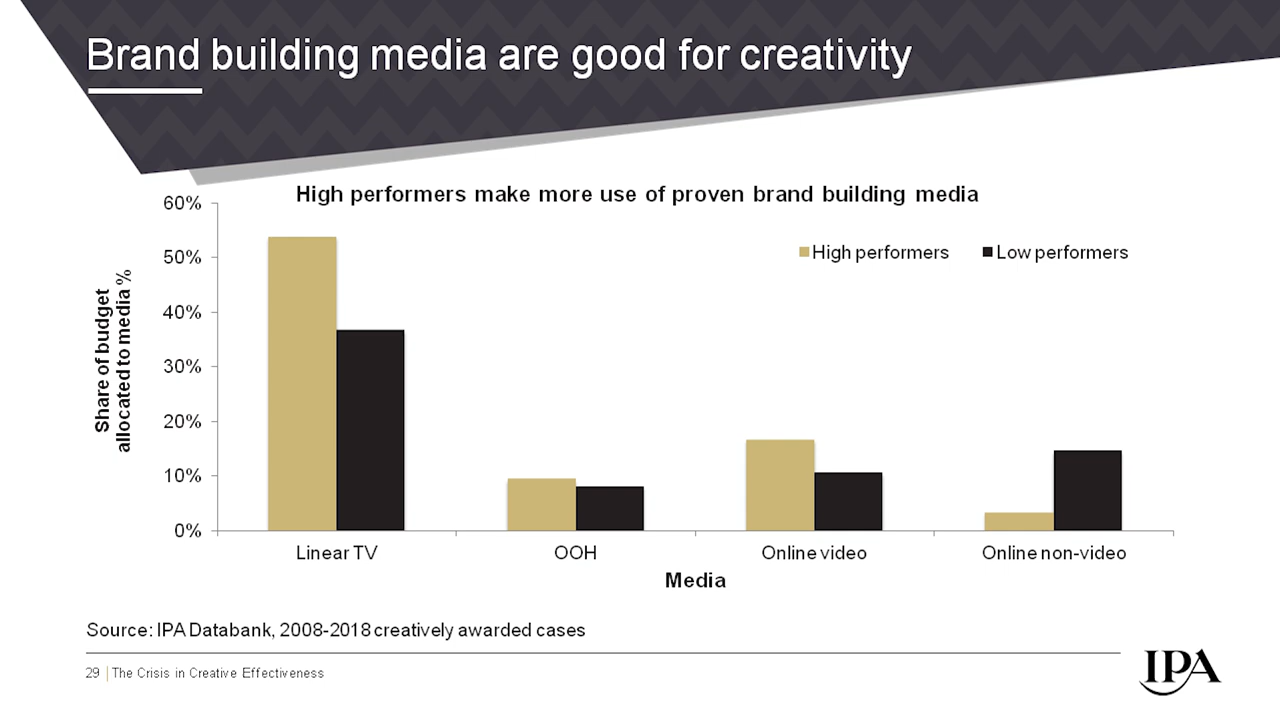 Brand building media are good for creativity
High performers make more use of proven brand building media
60%
50%
40%
30%
20%
10%
0%
Share of budget
allocated to media %
High performers
Low performers
Linear TV
OOH
Online video
Online non-video
Media
Source: IPA Databank, 2008-2018 creatively awarded cases
29 | The Crisis in Creative Effectiveness
IPA